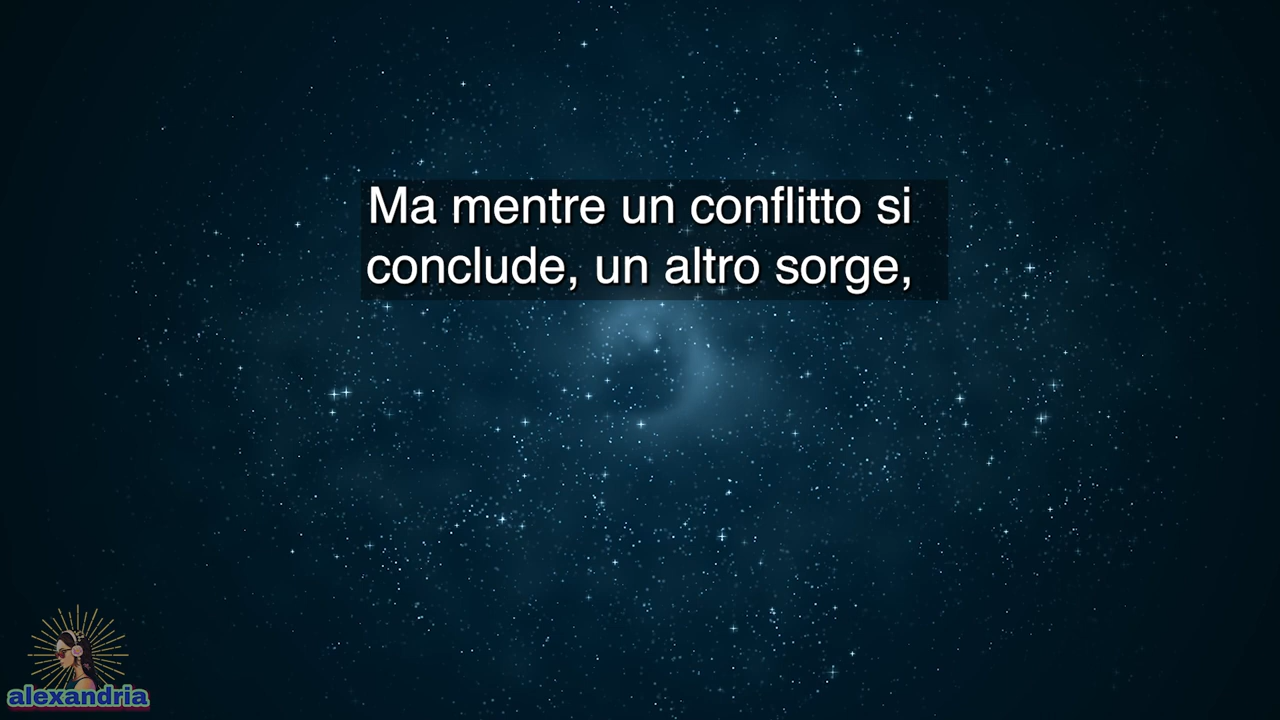 Ma mentre un conflitto si
conclude, un altro sorge,
alexandria